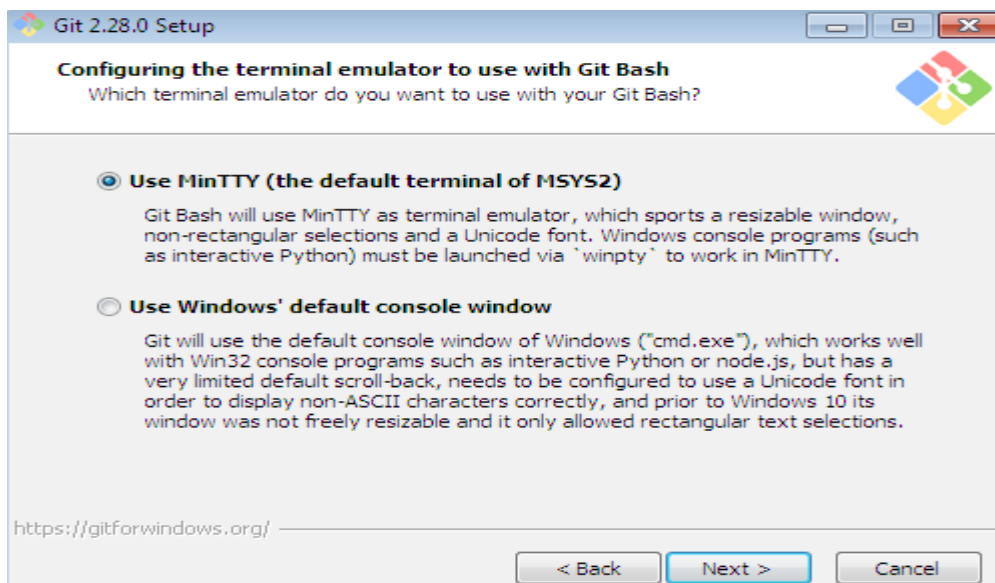 Git 2.28.0 Setup
Configuring the terminal emulator to use with Git Bash
Which terminal emulator do you want to use with your Git Bash?
Use MinTTY (the default terminal of MSYS2)
Git Bash will use MinTTY as terminal emulator, which sports a resizable window,
non-rectangular selections and a Unicode font. Windows console programs (such
as interactive Python) must be launched via `winpty` to work in MinTTY.
Use Windows' default console window
Git will use the default console window of Windows ("cmd.exe"), which works well
with Win32 console programs such as interactive Python or node.js, but has a
very limited default scroll-back, needs to be configured to use a Unicode font in
order to display non-ASCII characters correctly, and prior to Windows 10 its
window was not freely resizable and it only allowed rectangular text selections.
https://gitforwindows.org/
< Back Next > Cancel